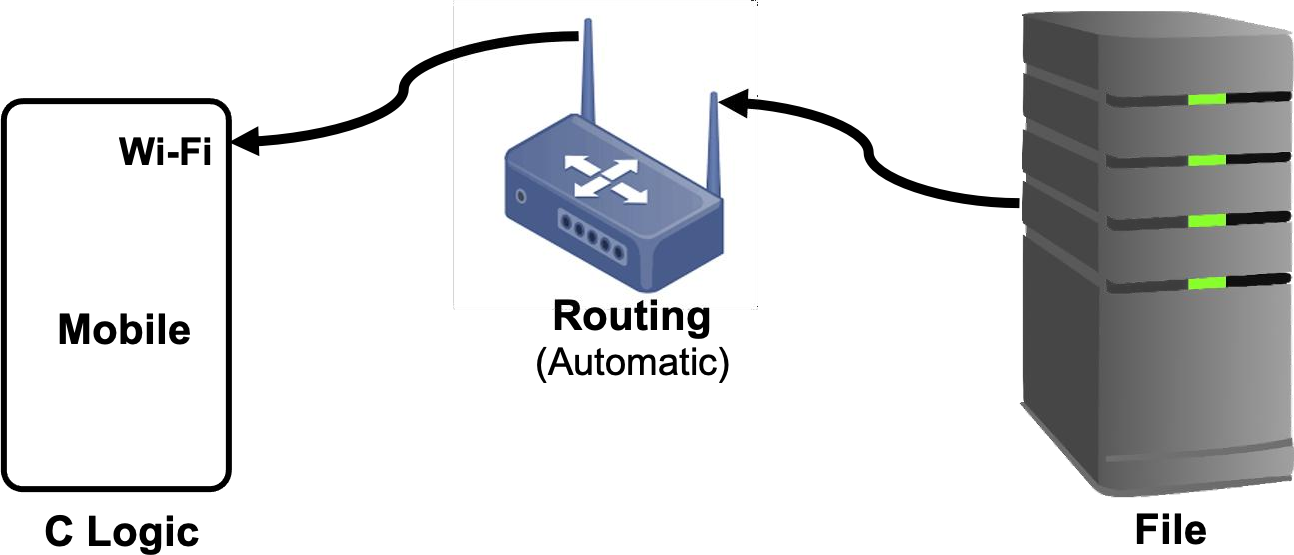 Wi-Fi
Mobile
C Logic
Routing
(Automatic)
File